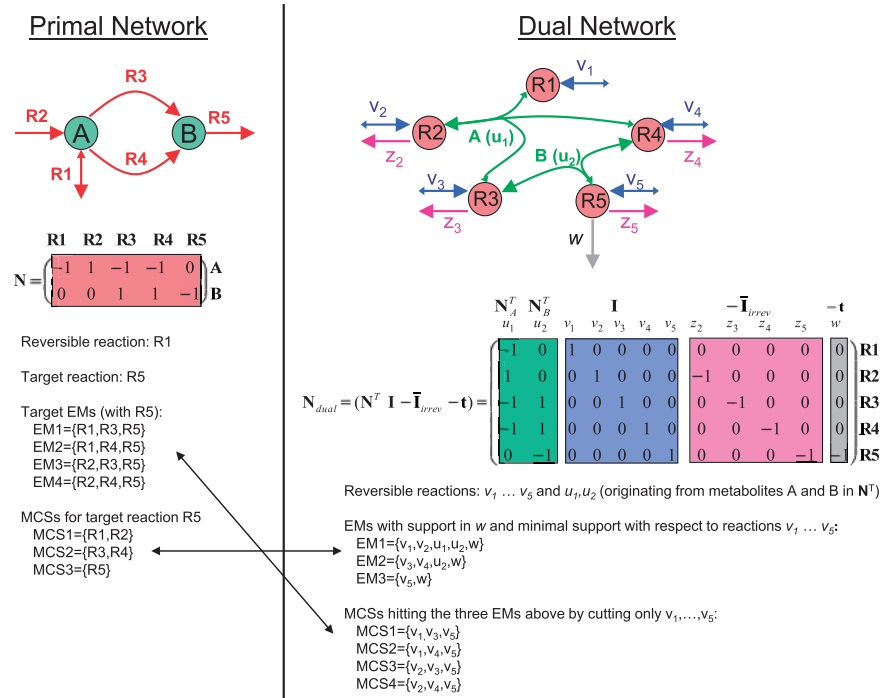 Primal Network
R3
R2
A
B
R5
R1
R4
R1 R2 R3 R4 R5
N = ( -1 1 -1 -1 0 ) A
0 0 1 1 -1 B
Reversible reaction: R1
Target reaction: R5
Target EMs (with R5):
EM1={R1,R3,R5}
EM2={R1,R4,R5}
EM3={R2,R3,R5}
EM4={R2,R4,R5}
MCSs for target reaction R5
MCS1={R1,R2}
MCS2={R3,R4}
MCS3={R5}
Dual Network
R1
v1
v2
R2
z2
A (u1)
v4
R4
z4
B (u2)
v3
R3
z3
v5
R5
z5
w
N^T_A N^T_B I −Ī_irrev −t
u1 u2 v1 v2 v3 v4 v5 z2 z3 z4 z5 w
N_dual = (N^T I −Ī_irrev −t) =
-1 0 1 0 0 0 0 0 0 0 0 0 R1
1 0 0 1 0 0 0 -1 0 0 0 0 R2
-1 1 0 0 1 0 0 0 -1 0 0 0 R3
-1 1 0 0 0 1 0 0 0 -1 0 0 R4
0 -1 0 0 0 0 1 0 0 0 -1 -1 R5
Reversible reactions: v1 … v5 and u1,u2 (originating from metabolites A and B in N^T)
EMs with support in w and minimal support with respect to reactions v1 … v5:
EM1={v1,v2,u1,u2,w}
EM2={v3,v4,u2,w}
EM3={v5,w}
MCSs hitting the three EMs above by cutting only v1,…,v5:
MCS1={v1,v3,v5}
MCS2={v1,v4,v5}
MCS3={v2,v3,v5}
MCS4={v2,v4,v5}